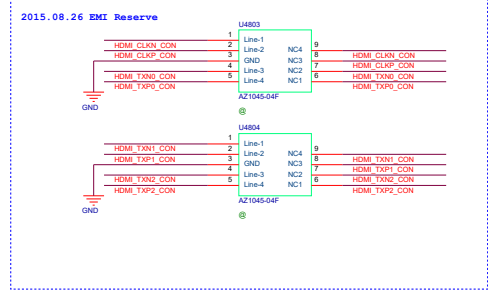 2015.08.26 EMI Reserve
U4803
1 Line-1
HDMI_CLKN_CON 2 Line-2 NC4 9
HDMI_CLKP_CON 3 GND NC3 8 HDMI_CLKN_CON
4 Line-3 NC2 7 HDMI_CLKP_CON
HDMI_TXN0_CON 5 Line-4 NC1 6 HDMI_TXN0_CON
HDMI_TXP0_CON HDMI_TXP0_CON
GND
AZ1045-04F
@
U4804
1 Line-1
HDMI_TXN1_CON 2 Line-2 NC4 9
HDMI_TXP1_CON 3 GND NC3 8 HDMI_TXN1_CON
4 Line-3 NC2 7 HDMI_TXP1_CON
HDMI_TXN2_CON 5 Line-4 NC1 6 HDMI_TXN2_CON
HDMI_TXP2_CON HDMI_TXP2_CON
AZ1045-04F
GND
@